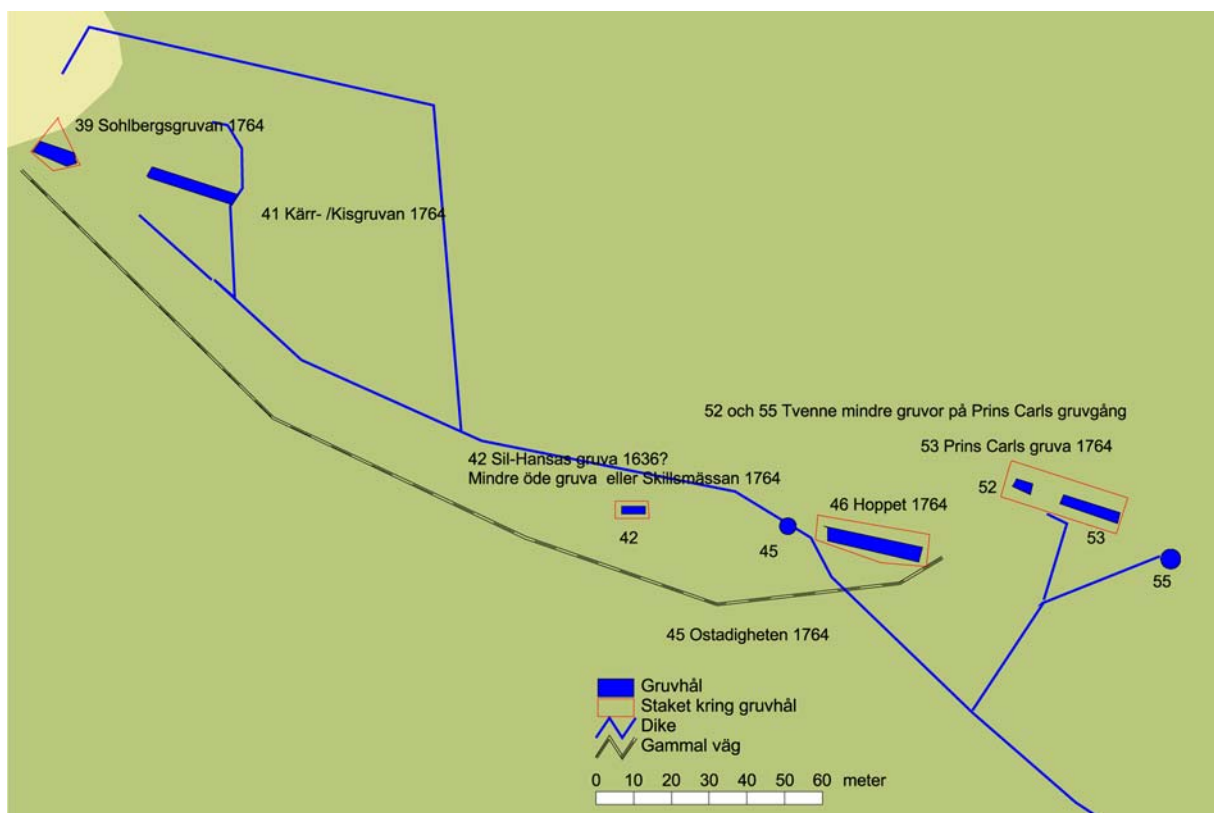 39 Sohlbergsgruvan 1764
41 Kärr- /Kisgruvan 1764
52 och 55 Tvenne mindre gruvor på Prins Carls gruvgång
53 Prins Carls gruva 1764
42 Sil-Hansas gruva 1636?
Mindre öde gruva eller Skillsmässan 1764
52
46 Hoppet 1764
42
45
53
55
45 Ostadigheten 1764
Gruvhål
Staket kring gruvhål
Dike
Gammal väg
0 10 20 30 40 50 60 meter